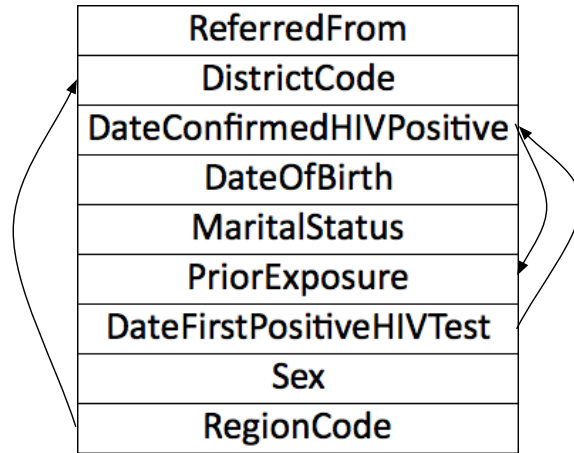 ReferredFrom
DistrictCode
DateConfirmedHIVPositive
DateOfBirth
MaritalStatus
PriorExposure
DateFirstPositiveHIVTest
Sex
RegionCode